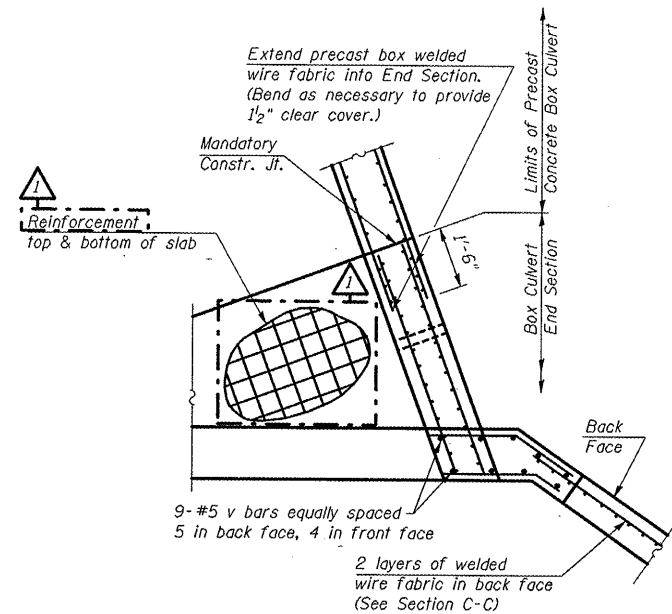 Extend precast box welded
wire fabric into End Section.
(Bend as necessary to provide
1½" clear cover.)
Limits of Precast
Concrete Box Culvert
Mandatory
Constr. Jt.
1
Reinforcement
top & bottom of slab
1'-6"
1
Box Culvert
End Section
Back
Face
9-#5 v bars equally spaced
5 in back face, 4 in front face
2 layers of welded
wire fabric in back face
(See Section C-C)